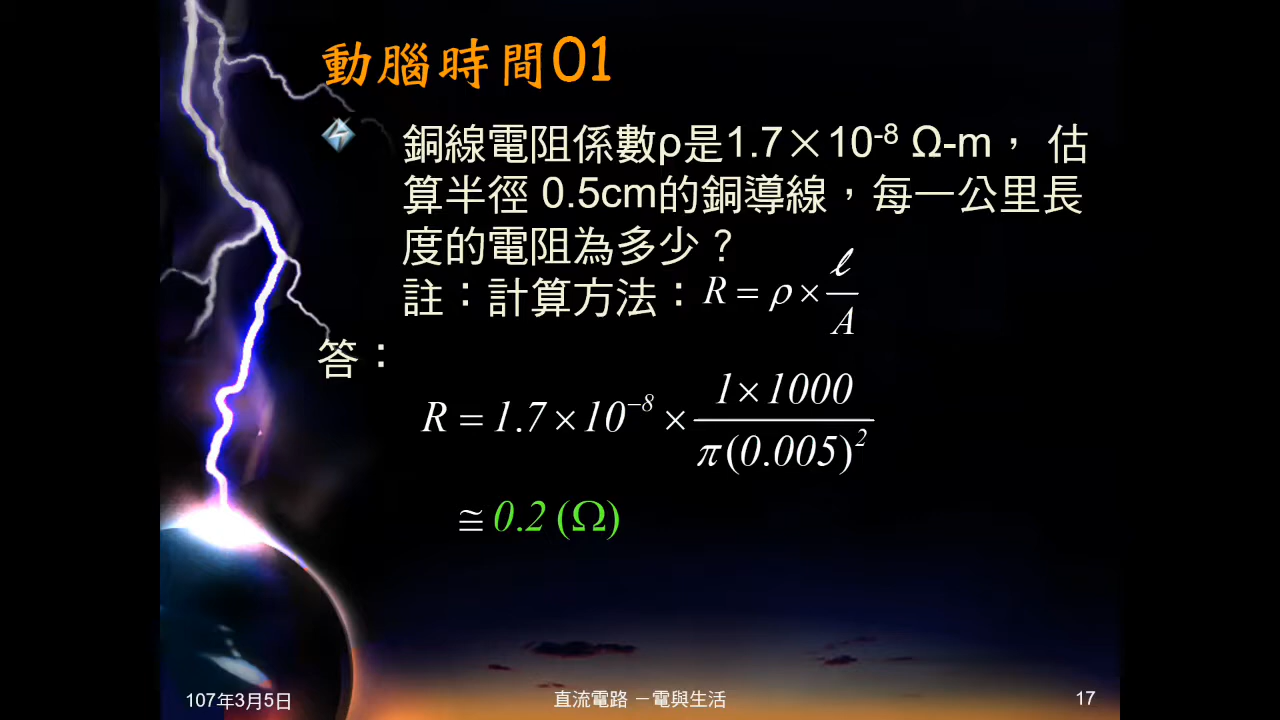 動腦時間01
銅線電阻係數ρ是1.7×10⁻⁸ Ω-m， 估
算半徑 0.5cm的銅導線，每一公里長
度的電阻為多少？
註：計算方法：R = ρ × ℓ / A
答：
R = 1.7 × 10⁻⁸ × 1×1000 / π(0.005)²
≅ 0.2 (Ω)
107年3月5日
直流電路 －電與生活
17